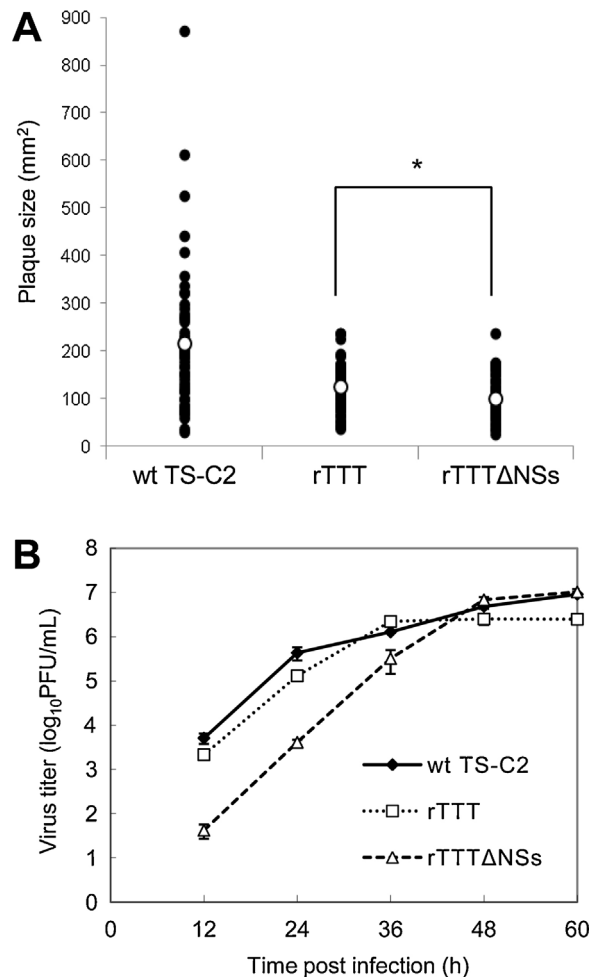 A
900
800
700
600
500
400
300
200
100
0
Plaque size (mm²)
*
wt TS-C2
rTTT
rTTTΔNSs
B
8
7
6
5
4
3
2
1
0
Virus titer (log₁₀PFU/mL)
wt TS-C2
rTTT
rTTTΔNSs
0 12 24 36 48 60
Time post infection (h)